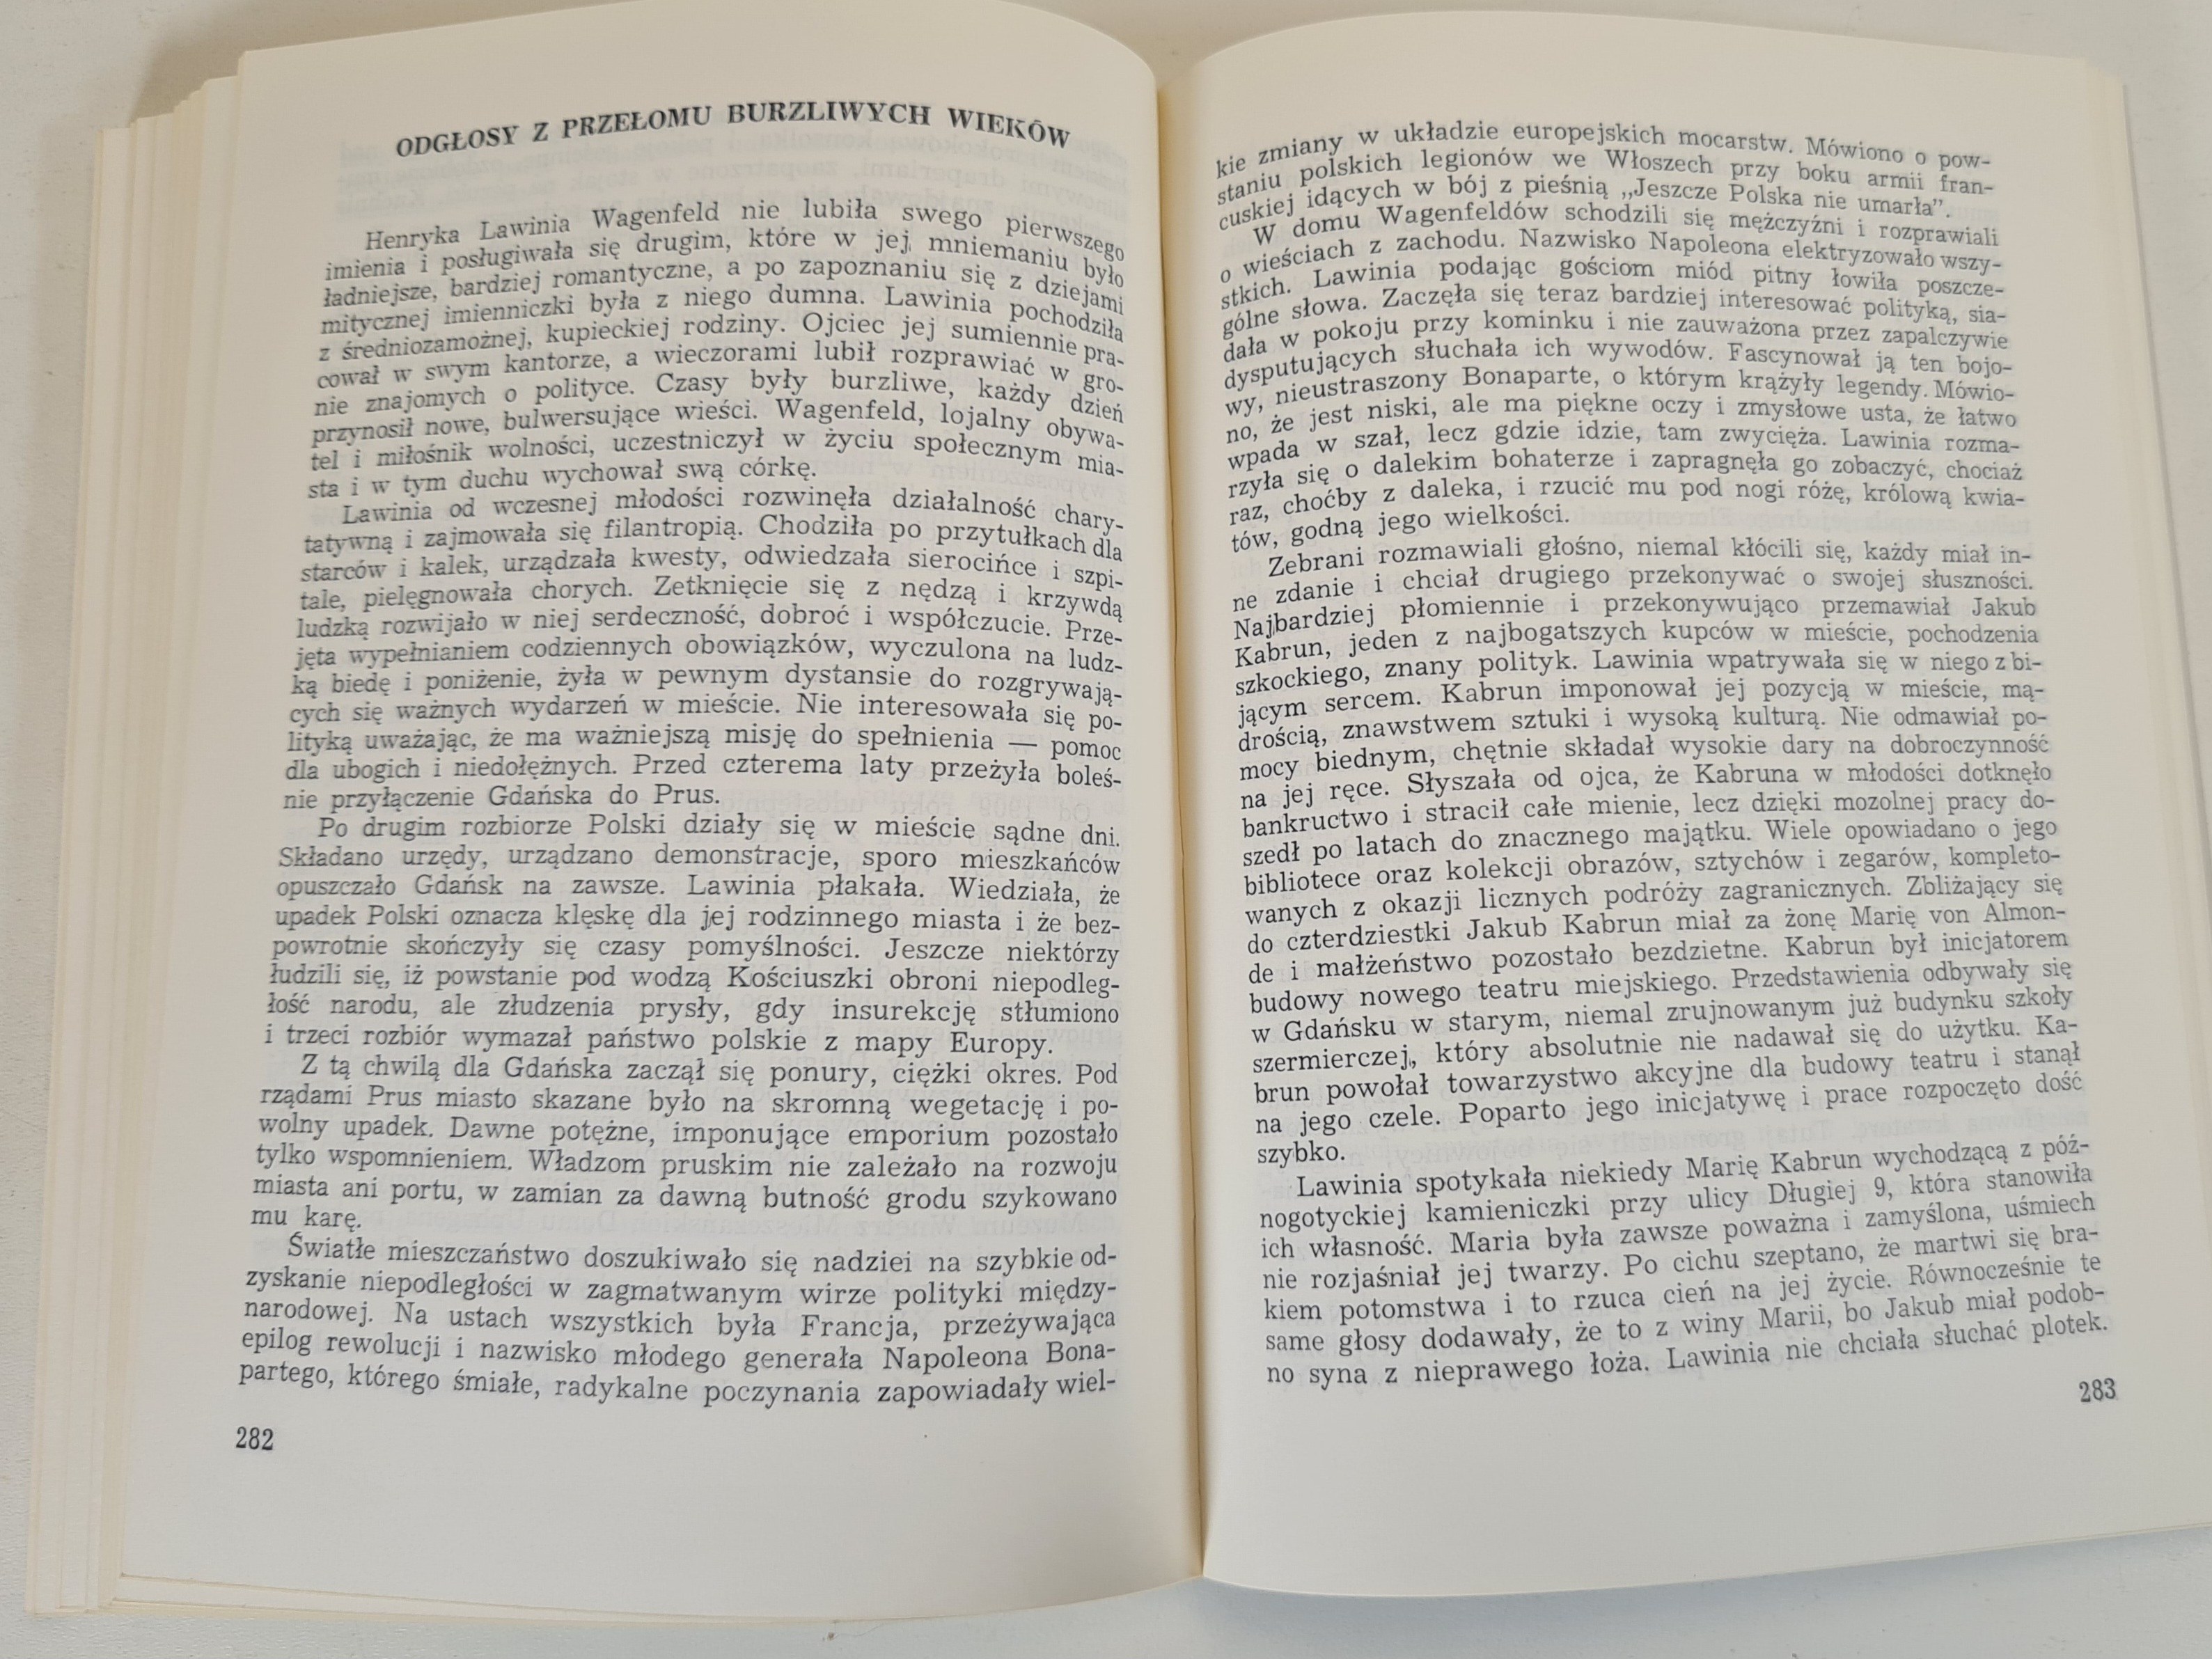 ODGŁOSY Z PRZEŁOMU BURZLIWYCH WIEKÓW
Henryka Lawinia Wagenfeld nie lubiła swego pierwszego
imienia i posługiwała się drugim, które w jej mniemaniu było
ładniejsze, bardziej romantyczne, a po zapoznaniu się z dziejami
mitycznej imienniczki była z niego dumna. Lawinia pochodziła
z średniozamożnej, kupieckiej rodziny. Ojciec jej sumiennie pra-
cował w swym kantorze, a wieczorami lubił rozprawiać w gro-
nie znajomych o polityce. Czasy były burzliwe, każdy dzień
przynosił nowe, bulwersujące wieści. Wagenfeld, lojalny obywa-
tel i miłośnik wolności, uczestniczył w życiu społecznym mia-
sta i w tym duchu wychował swą córkę.
Lawinia od wczesnej młodości rozwinęła działalność chary-
tatywną i zajmowała się filantropią. Chodziła po przytułkach dla
starców i kalek, urządzała kwesty, odwiedzała sierocińce i szpi-
tale, pielęgnowała chorych. Zetknięcie się z nędzą i krzywdą
ludzką rozwijało w niej serdeczność, dobroć i współczucie. Prze-
jęta wypełnianiem codziennych obowiązków, wyczulona na ludz-
ką biedę i poniżenie, żyła w pewnym dystansie do rozgrywają-
cych się ważnych wydarzeń w mieście. Nie interesowała się po-
lityką uważając, że ma ważniejszą misję do spełnienia — pomoc
dla ubogich i niedołężnych. Przed czterema laty przeżyła boleś-
nie przyłączenie Gdańska do Prus.
Po drugim rozbiorze Polski działy się w mieście sądne dni.
Składano urzędy, urządzano demonstracje, sporo mieszkańców
opuszczało Gdańsk na zawsze. Lawinia płakała. Wiedziała, że
upadek Polski oznacza klęskę dla jej rodzinnego miasta i że bez-
powrotnie skończyły się czasy pomyślności. Jeszcze niektórzy
łudzili się, iż powstanie pod wodzą Kościuszki obroni niepodleg-
łość narodu, ale złudzenia prysły, gdy insurekcję stłumiono
i trzeci rozbiór wymazał państwo polskie z mapy Europy.
Z tą chwilą dla Gdańska zaczął się ponury, ciężki okres. Pod
rządami Prus miasto skazane było na skromną wegetację i po-
wolny upadek. Dawne potężne, imponujące emporium pozostało
tylko wspomnieniem. Władzom pruskim nie zależało na rozwoju
miasta ani portu, w zamian za dawną butność grodu szykowano
mu karę.
Światłe mieszczaństwo doszukiwało się nadziei na szybkie od-
zyskanie niepodległości w zagmatwanym wirze polityki między-
narodowej. Na ustach wszystkich była Francja, przeżywająca
epilog rewolucji i nazwisko młodego generała Napoleona Bona-
partego, którego śmiałe, radykalne poczynania zapowiadały wiel-
282
kie zmiany w układzie europejskich mocarstw. Mówiono o pow-
staniu polskich legionów we Włoszech przy boku armii fran-
cuskiej idących w bój z pieśnią „Jeszcze Polska nie umarła”.
W domu Wagenfeldów schodzili się mężczyźni i rozprawiali
o wieściach z zachodu. Nazwisko Napoleona elektryzowało wszy-
stkich. Lawinia podając gościom miód pitny łowiła poszcze-
gólne słowa. Zaczęła się teraz bardziej interesować polityką, sia-
dała w pokoju przy kominku i nie zauważona przez zapalczywie
dysputujących słuchała ich wywodów. Fascynował ją ten bojo-
wy, nieustraszony Bonaparte, o którym krążyły legendy. Mówio-
no, że jest niski, ale ma piękne oczy i zmysłowe usta, że łatwo
wpada w szał, lecz gdzie idzie, tam zwycięża. Lawinia rozma-
rzyła się o dalekim bohaterze i zapragnęła go zobaczyć, chociaż
raz, choćby z daleka, i rzucić mu pod nogi różę, królową kwia-
tów, godną jego wielkości.
Zebrani rozmawiali głośno, niemal kłócili się, każdy miał in-
ne zdanie i chciał drugiego przekonywać o swojej słuszności.
Najbardziej płomiennie i przekonywująco przemawiał Jakub
Kabrun, jeden z najbogatszych kupców w mieście, pochodzenia
szkockiego, znany polityk. Lawinia wpatrywała się w niego z bi-
jącym sercem. Kabrun imponował jej pozycją w mieście, mą-
drością, znawstwem sztuki i wysoką kulturą. Nie odmawiał po-
mocy biednym, chętnie składał wysokie dary na dobroczynność
na jej ręce. Słyszała od ojca, że Kabruna w młodości dotknęło
bankructwo i stracił całe mienie, lecz dzięki mozolnej pracy do-
szedł po latach do znacznego majątku. Wiele opowiadano o jego
bibliotece oraz kolekcji obrazów, sztychów i zegarów, kompleto-
wanych z okazji licznych podróży zagranicznych. Zbliżający się
do czterdziestki Jakub Kabrun miał za żonę Marię von Almon-
de i małżeństwo pozostało bezdzietne. Kabrun był inicjatorem
budowy nowego teatru miejskiego. Przedstawienia odbywały się
w Gdańsku w starym, niemal zrujnowanym już budynku szkoły
szermierczej, który absolutnie nie nadawał się do użytku. Ka-
brun powołał towarzystwo akcyjne dla budowy teatru i stanął
na jego czele. Poparto jego inicjatywę i prace rozpoczęto dość
szybko.
Lawinia spotykała niekiedy Marię Kabrun wychodzącą z póź-
nogotyckiej kamieniczki przy ulicy Długiej 9, która stanowiła
ich własność. Maria była zawsze poważna i zamyślona, uśmiech
nie rozjaśniał jej twarzy. Po cichu szeptano, że martwi się bra-
kiem potomstwa i to rzuca cień na jej życie. Równocześnie te
same głosy dodawały, że to z winy Marii, bo Jakub miał podob-
no syna z nieprawego łoża. Lawinia nie chciała słuchać plotek.
283